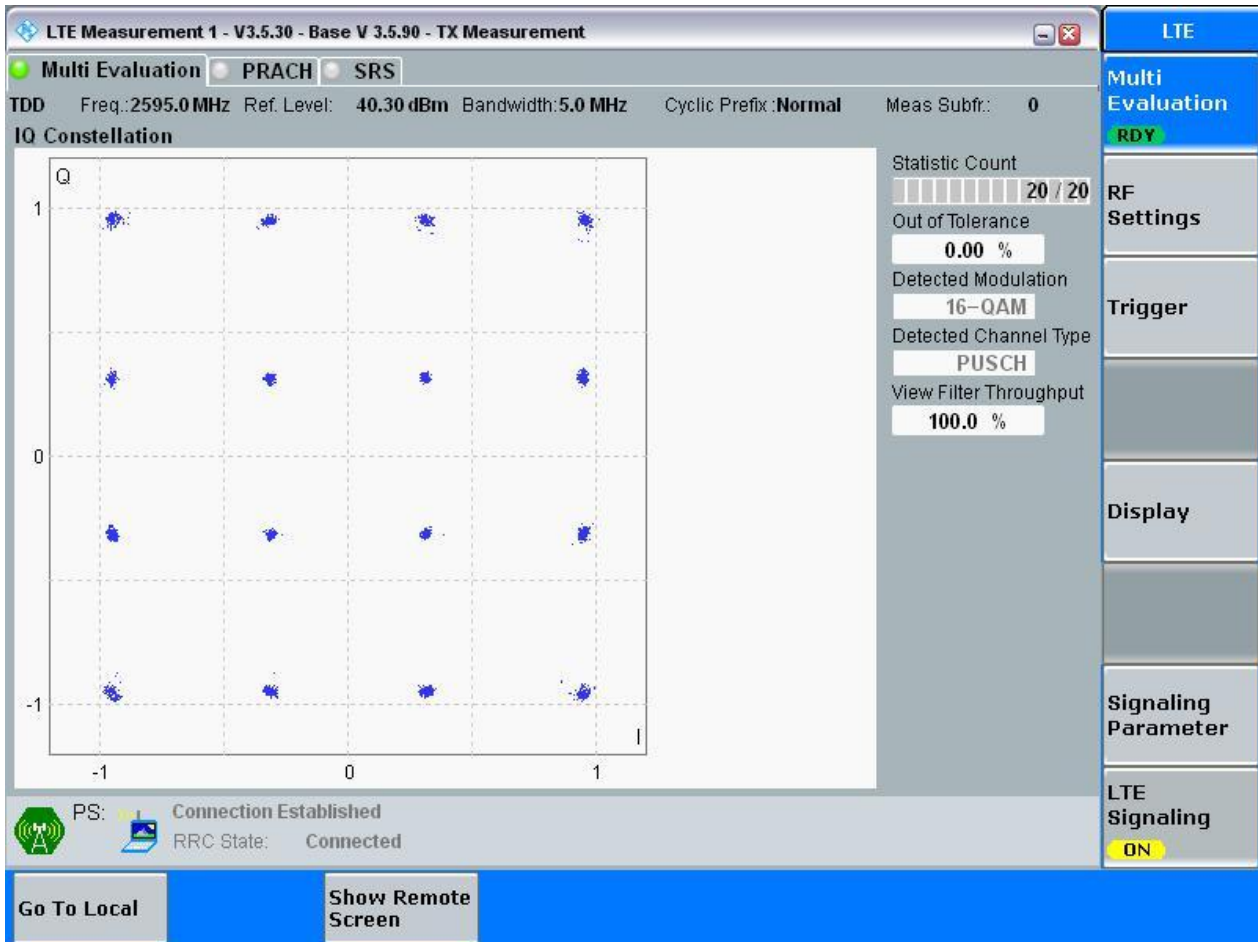 LTE Measurement 1 - V3.5.30 - Base V 3.5.90 - TX Measurement
LTE
Multi Evaluation PRACH SRS
Multi
Evaluation
RDY
TDD Freq.:2595.0 MHz Ref. Level: 40.30 dBm Bandwidth:5.0 MHz Cyclic Prefix :Normal Meas Subfr.: 0
IQ Constellation
Q
1
0
-1
I
-1 0 1
Statistic Count
20 / 20
Out of Tolerance
0.00 %
Detected Modulation
16-QAM
Detected Channel Type
PUSCH
View Filter Throughput
100.0 %
RF
Settings
Trigger
Display
Signaling
Parameter
LTE
Signaling
ON
PS: Connection Established
RRC State: Connected
Go To Local
Show Remote
Screen